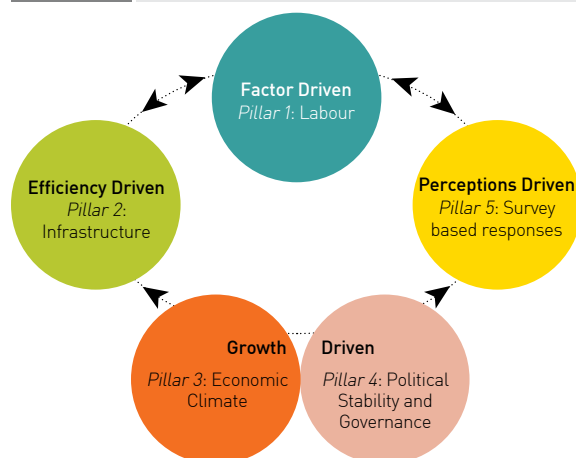 Factor Driven
Pillar 1: Labour
Efficiency Driven
Pillar 2:
Infrastructure
Perceptions Driven
Pillar 5: Survey
based responses
Growth Driven
Pillar 3: Economic
Climate
Pillar 4: Political
Stability and
Governance